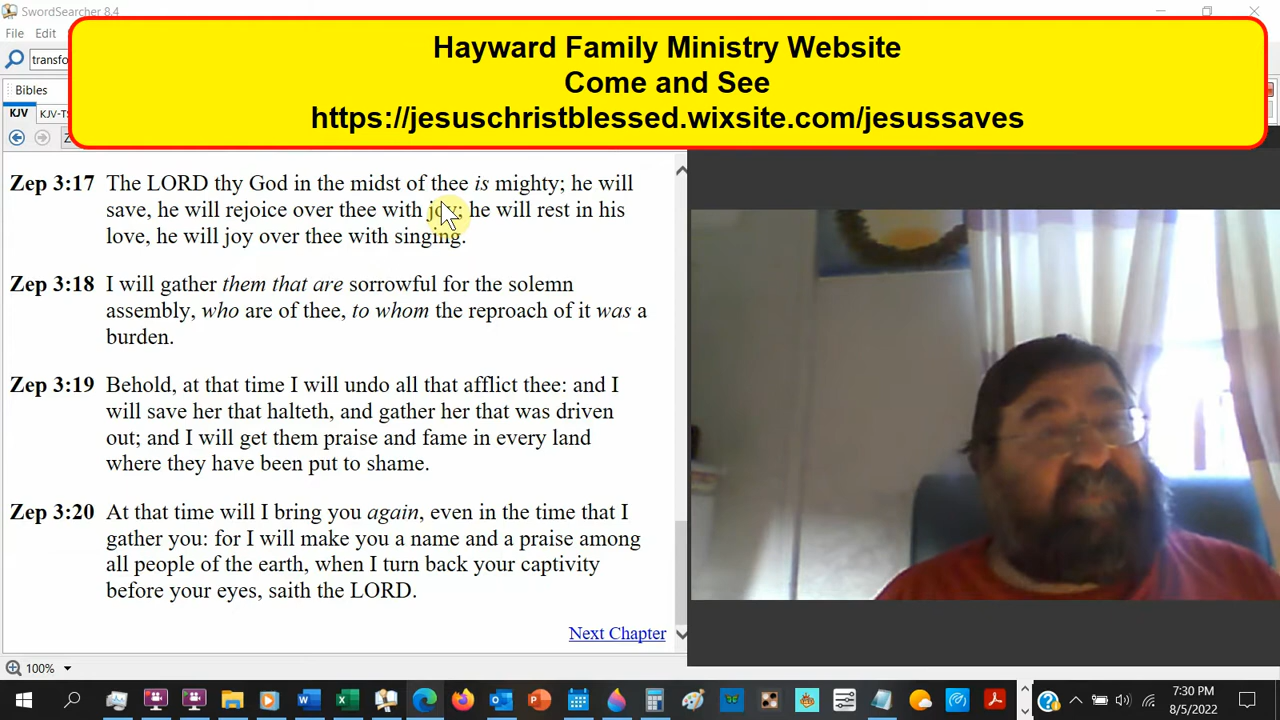 SwordSearcher 8.4
File Edit
Hayward Family Ministry Website
Come and See
https://jesuschristblessed.wixsite.com/jesussaves
transfo
Bibles
KJV KJV-TS
Zep 3:17 The LORD thy God in the midst of thee is mighty; he will
save, he will rejoice over thee with joy; he will rest in his
love, he will joy over thee with singing.
Zep 3:18 I will gather them that are sorrowful for the solemn
assembly, who are of thee, to whom the reproach of it was a
burden.
Zep 3:19 Behold, at that time I will undo all that afflict thee: and I
will save her that halteth, and gather her that was driven
out; and I will get them praise and fame in every land
where they have been put to shame.
Zep 3:20 At that time will I bring you again, even in the time that I
gather you: for I will make you a name and a praise among
all people of the earth, when I turn back your captivity
before your eyes, saith the LORD.
Next Chapter
100%
7:30 PM
8/5/2022